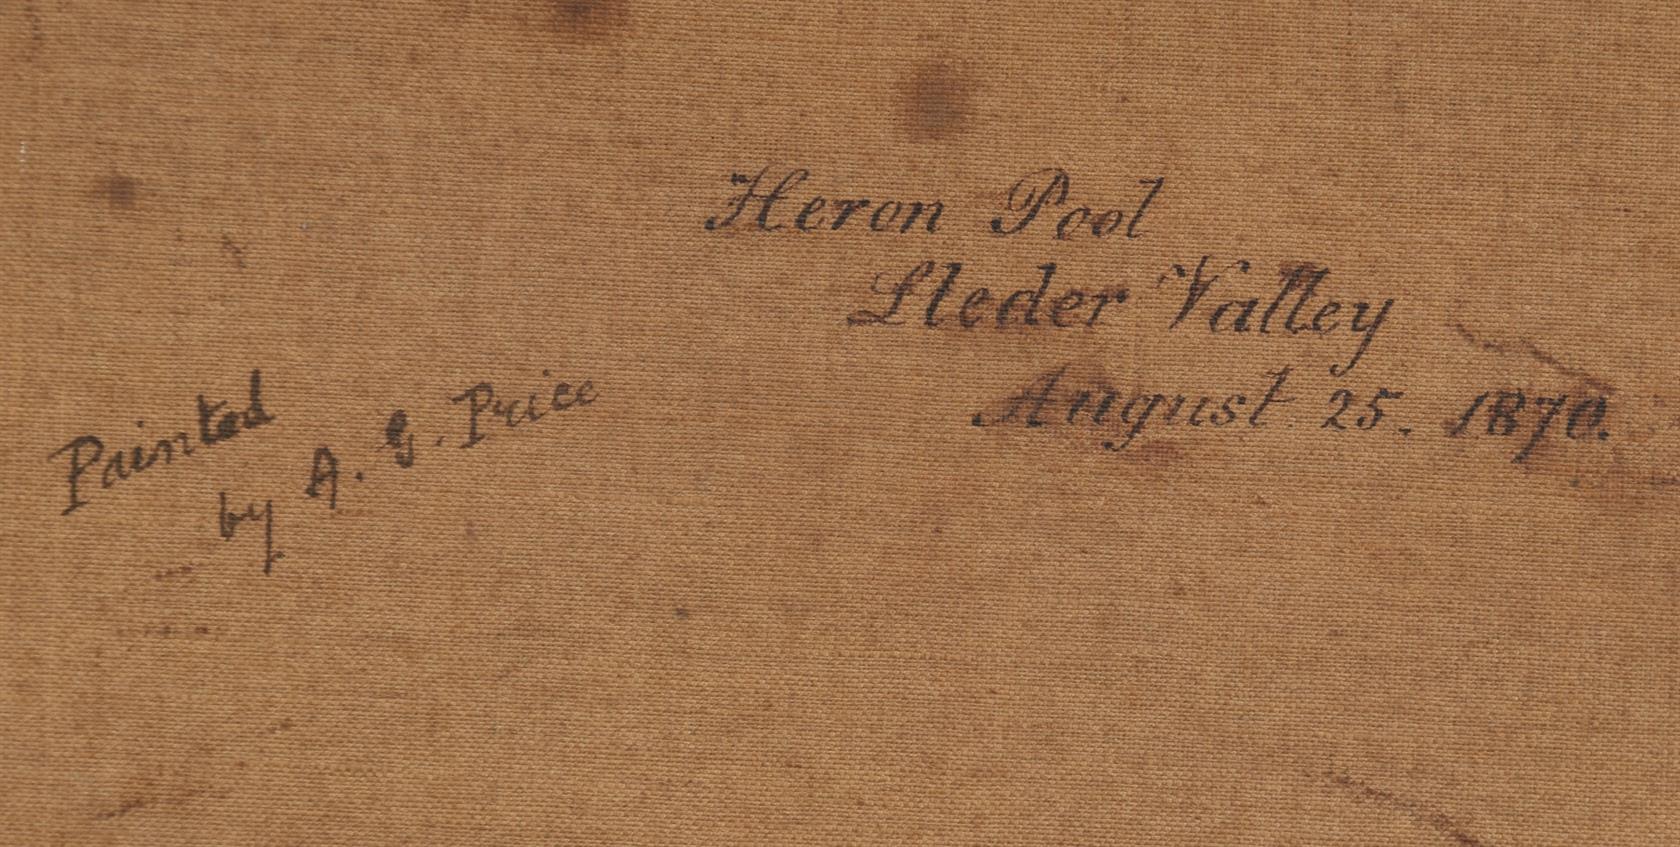 Heron Pool
Lleder Valley
August 25. 1870.
Painted
by A. G. Price